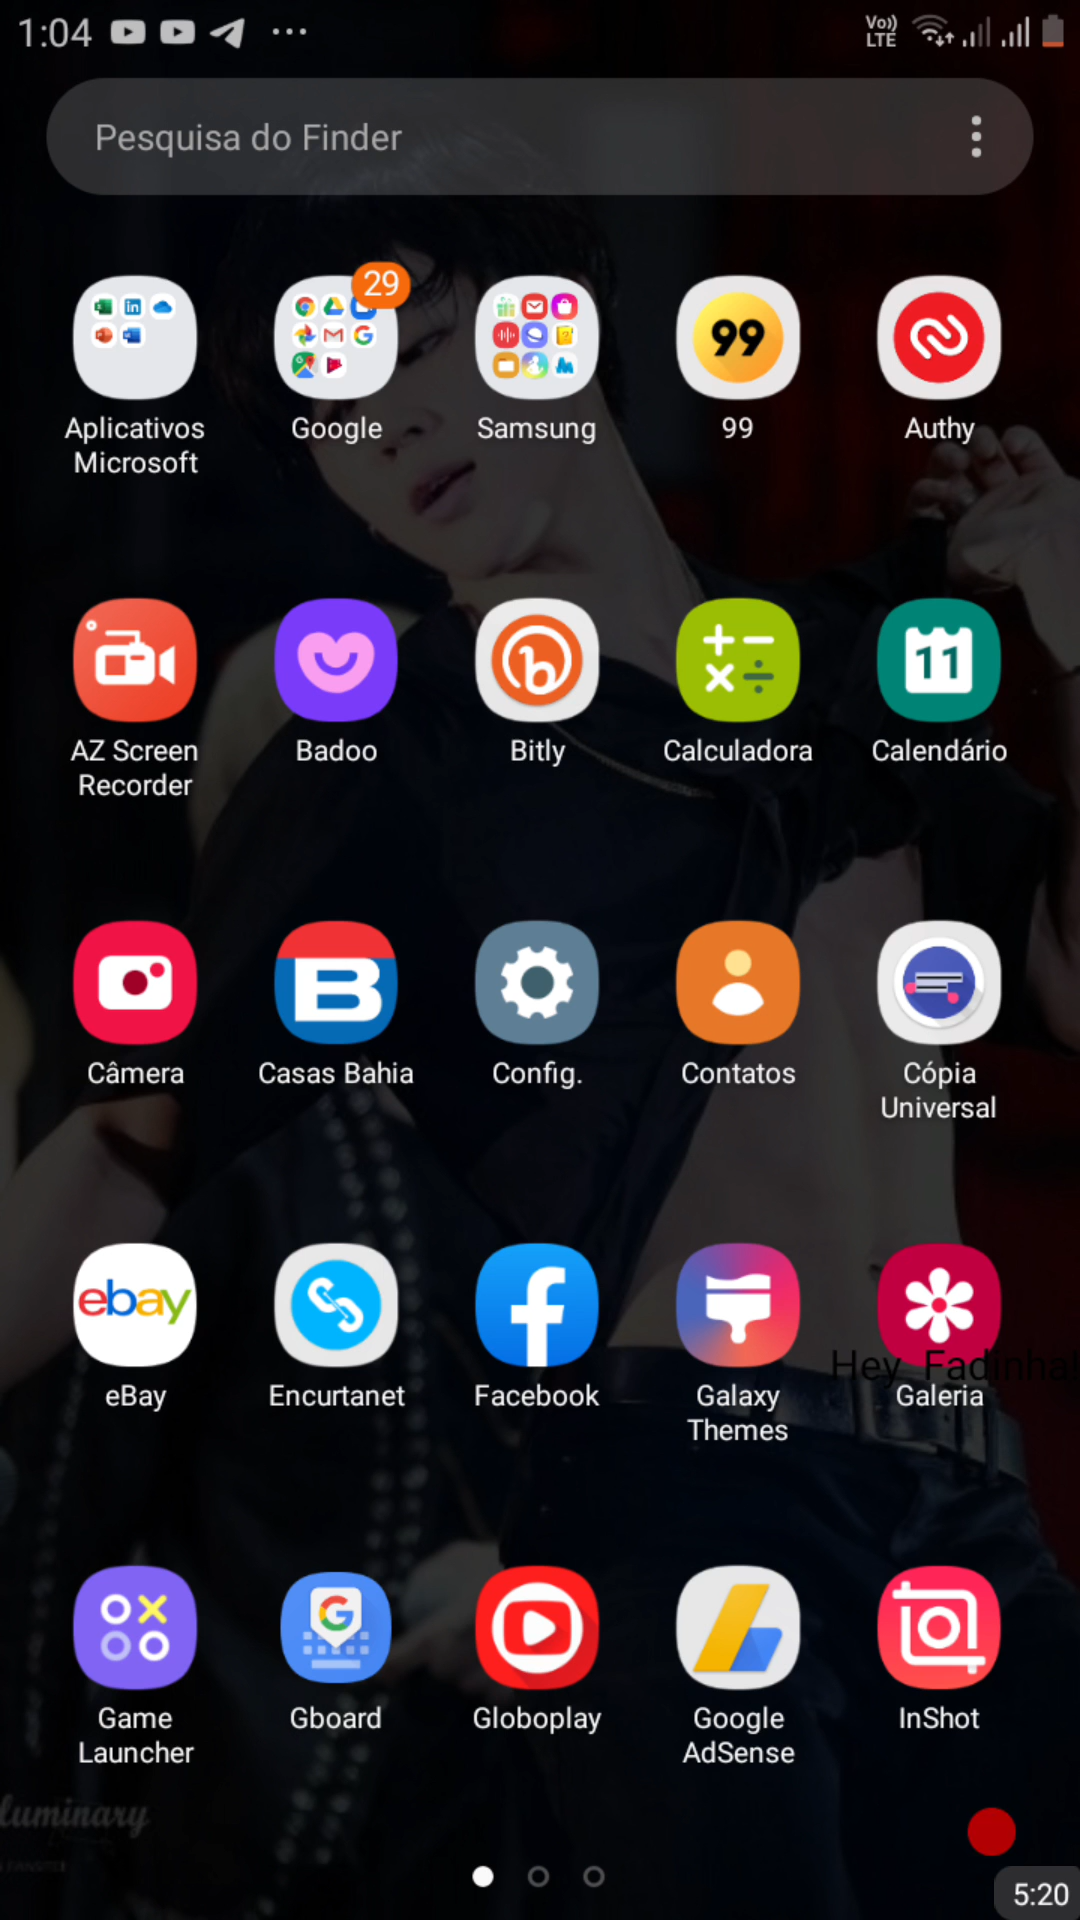 1:04
Vo))
LTE
Pesquisa do Finder
29
99
Aplicativos
Microsoft
Google
Samsung
99
Authy
11
AZ Screen
Recorder
Badoo
Bitly
Calculadora
Calendário
B
Câmera
Casas Bahia
Config.
Contatos
Cópia
Universal
ebay
Hey Fadinha!
eBay
Encurtanet
Facebook
Galaxy
Themes
Galeria
Game
Launcher
Gboard
Globoplay
Google
AdSense
InShot
luminary
5:20